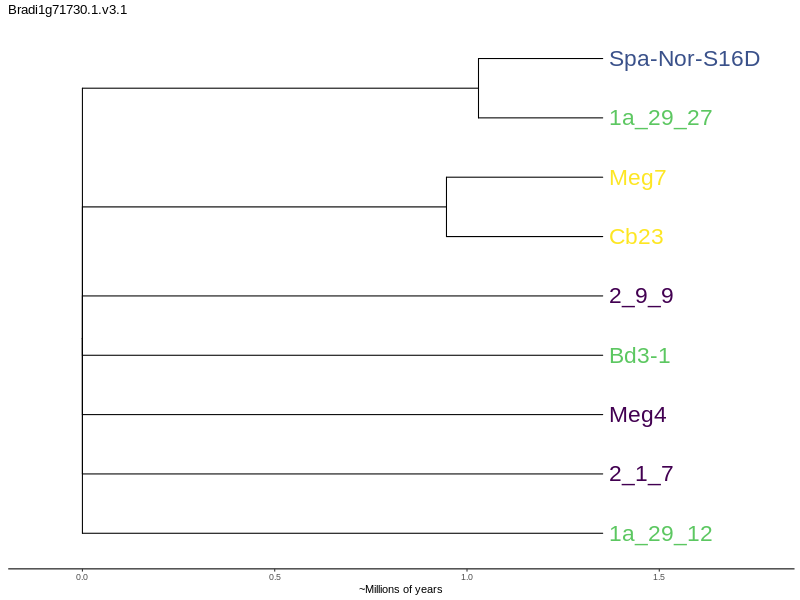 Bradi1g71730.1.v3.1
Spa-Nor-S16D
1a_29_27
Meg7
Cb23
2_9_9
Bd3-1
Meg4
2_1_7
1a_29_12
0.0 0.5 1.0 1.5
~Millions of years